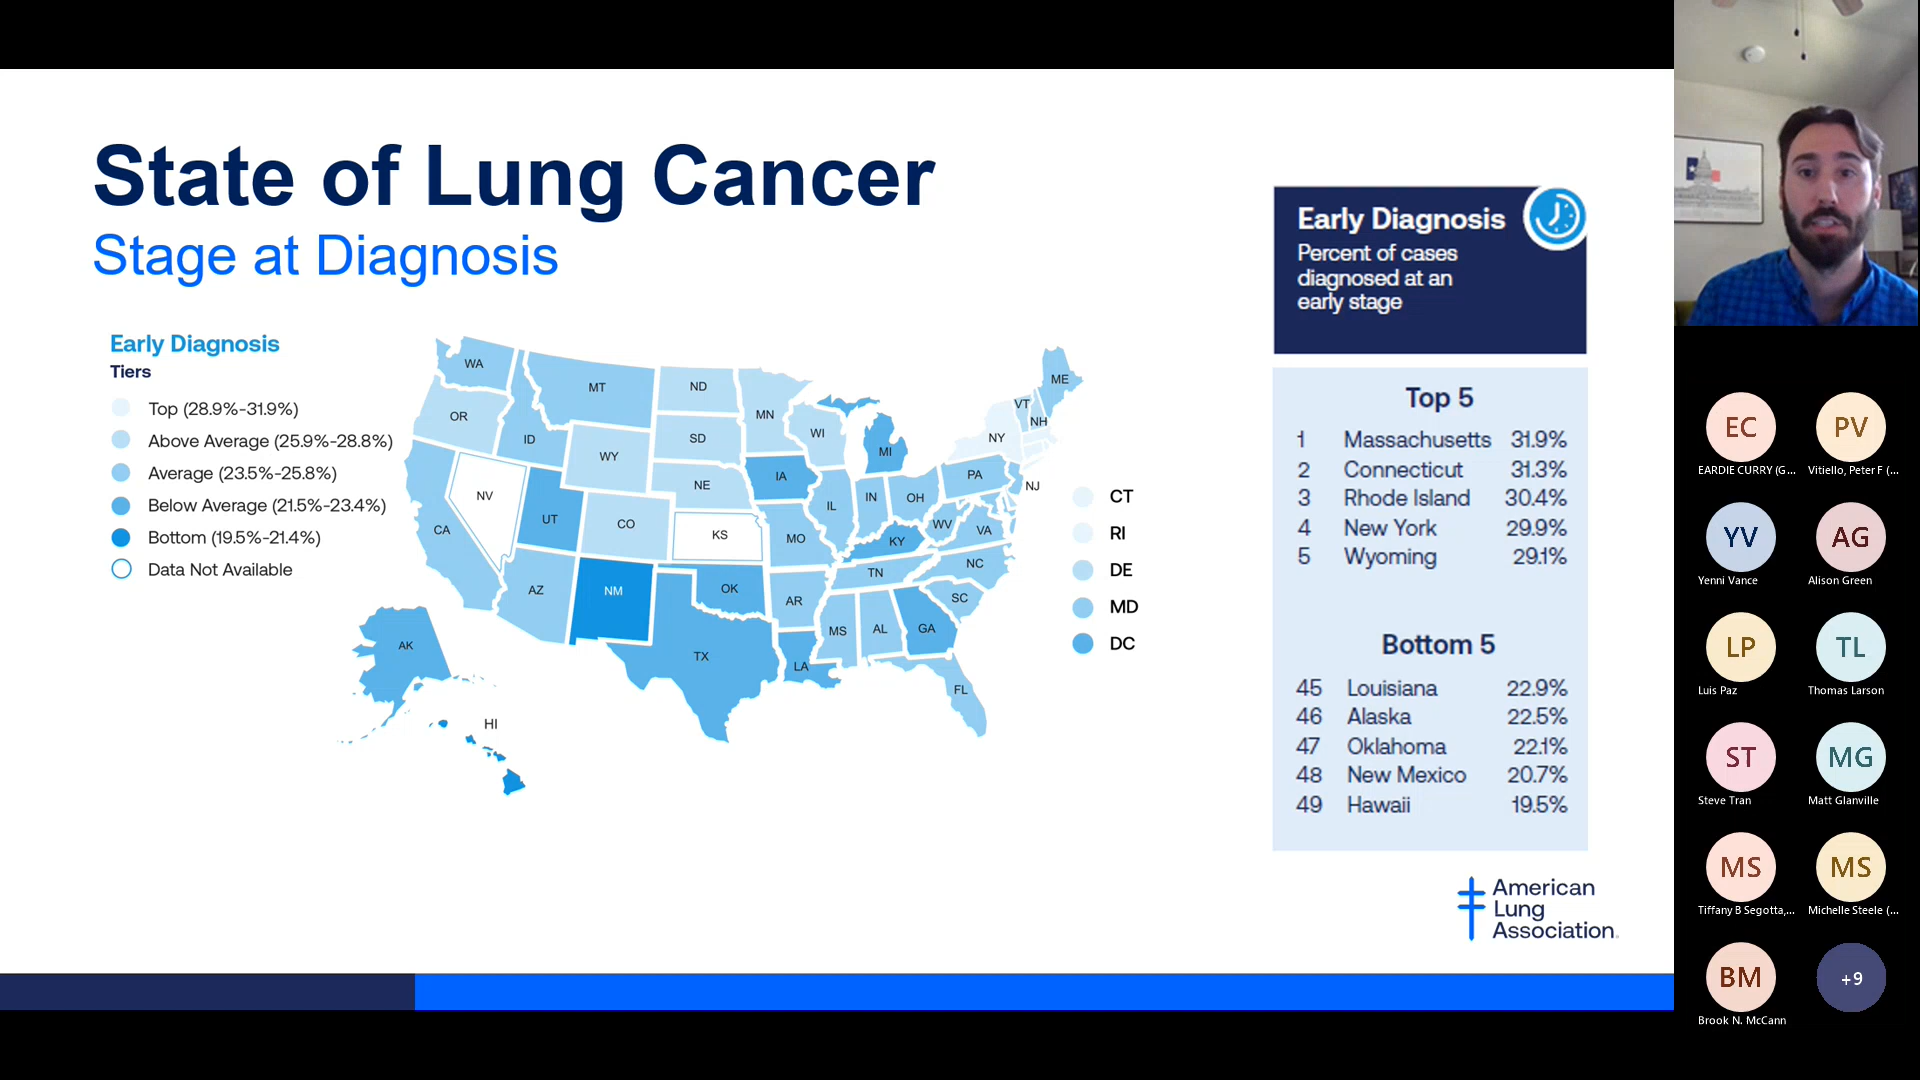 State of Lung Cancer
Stage at Diagnosis
Early Diagnosis
Tiers
Top (28.9%-31.9%)
Above Average (25.9%-28.8%)
Average (23.5%-25.8%)
Below Average (21.5%-23.4%)
Bottom (19.5%-21.4%)
Data Not Available
WA
MT
ND
MN
OR
ID
SD
WI
WY
NE
IA
MI
NV
UT
CO
KS
CA
AZ
NM
OK
TX
MO
AR
LA
IL
IN
OH
KY
TN
MS
AL
GA
FL
SC
NC
VA
WV
PA
NY
NJ
VT
NH
ME
AK
HI
CT
RI
DE
MD
DC
Early Diagnosis
Percent of cases
diagnosed at an
early stage
Top 5
1 Massachusetts 31.9%
2 Connecticut 31.3%
3 Rhode Island 30.4%
4 New York 29.9%
5 Wyoming 29.1%
Bottom 5
45 Louisiana 22.9%
46 Alaska 22.5%
47 Oklahoma 22.1%
48 New Mexico 20.7%
49 Hawaii 19.5%
American
Lung
Association.
EC PV
EARDIE CURRY (G... Vitiello, Peter F (...
YV AG
Yenni Vance Alison Green
LP TL
Luis Paz Thomas Larson
ST MG
Steve Tran Matt Glanville
MS MS
Tiffany B Segotta,... Michelle Steele (...
BM +9
Brook N. McCann